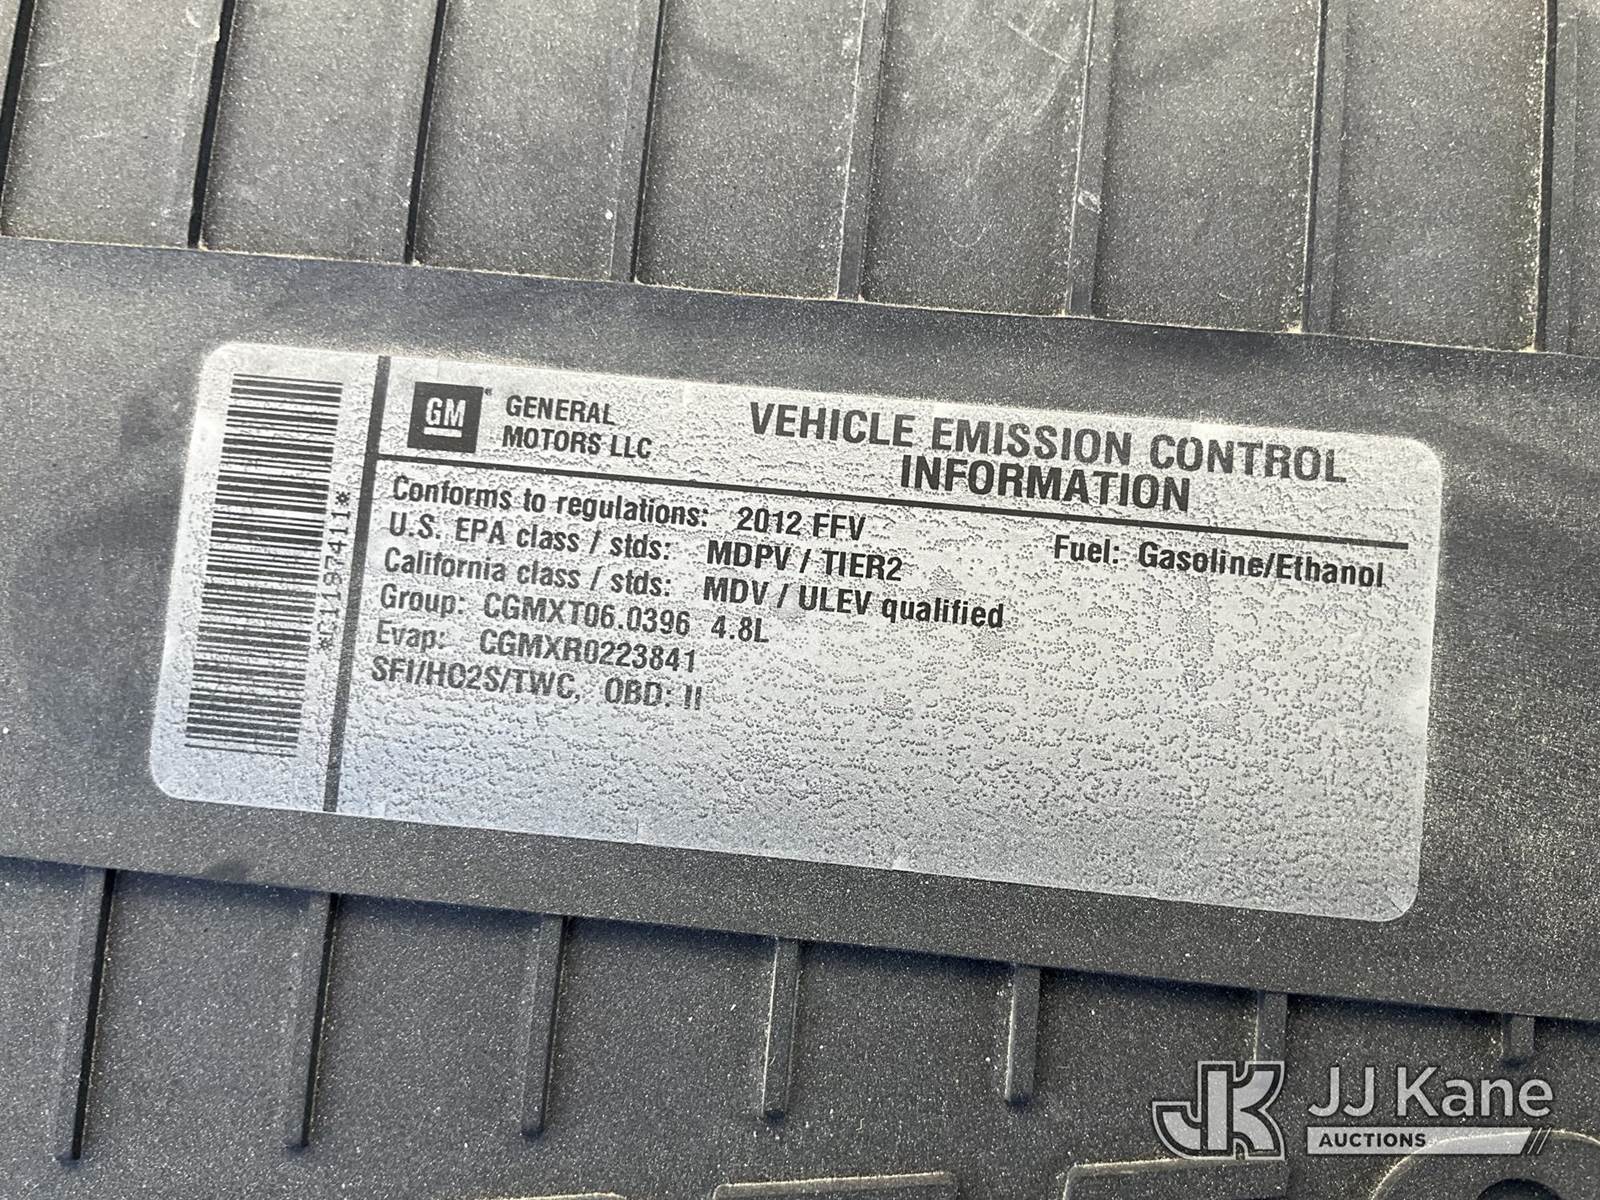 GM GENERAL
MOTORS LLC
VEHICLE EMISSION CONTROL
INFORMATION
Conforms to regulations: 2012 FFV
Fuel: Gasoline/Ethanol
U.S. EPA class / stds: MDPV / TIER2
California class / stds: MDV / ULEV qualified
Group: CGMXT06.0396 4.8L
Evap: CGMXR0223841
SFI/HO2S/TWC, OBD: II
JK JJ Kane
AUCTIONS